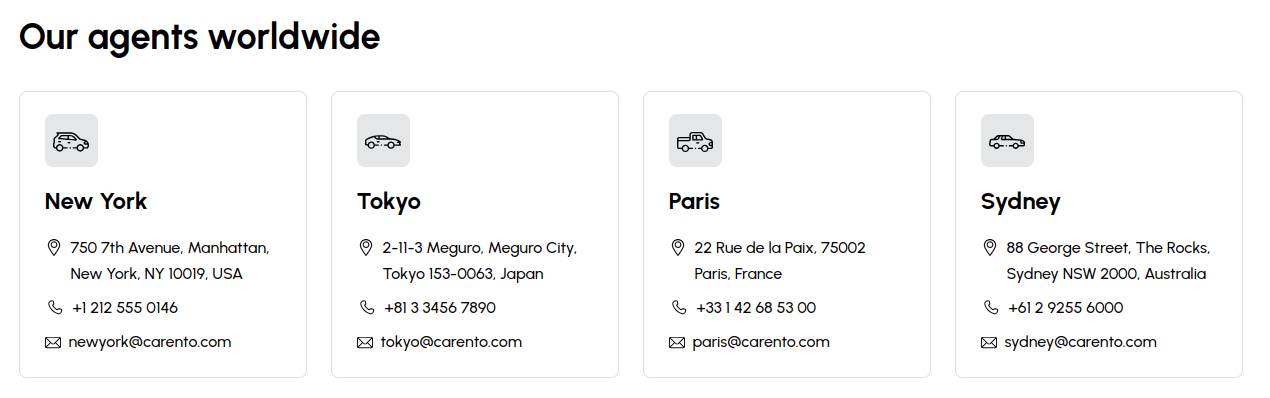 Our agents worldwide
New York
750 7th Avenue, Manhattan,
New York, NY 10019, USA
+1 212 555 0146
newyork@carento.com
Tokyo
2-11-3 Meguro, Meguro City,
Tokyo 153-0063, Japan
+81 3 3456 7890
tokyo@carento.com
Paris
22 Rue de la Paix, 75002
Paris, France
+33 1 42 68 53 00
paris@carento.com
Sydney
88 George Street, The Rocks,
Sydney NSW 2000, Australia
+61 2 9255 6000
sydney@carento.com